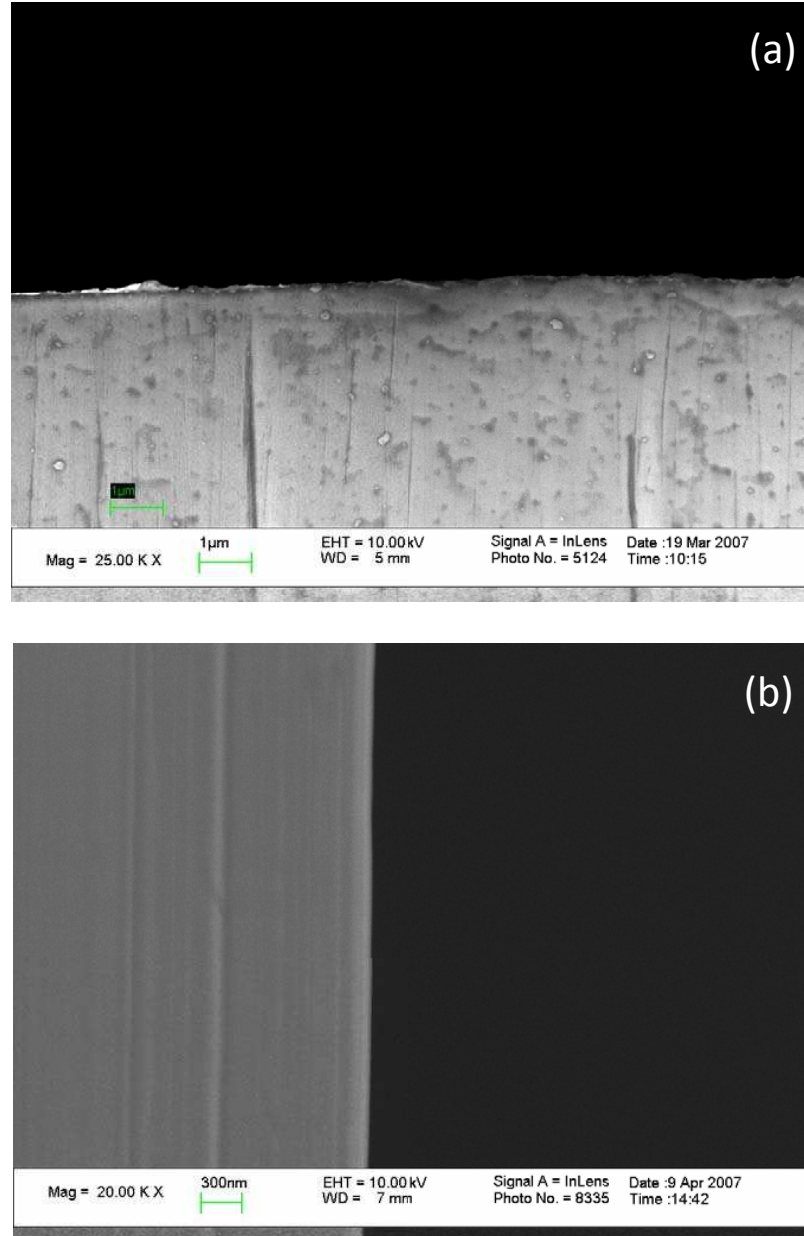 (a)
1µm
Mag = 25.00 K X
1µm
EHT = 10.00 kV
WD = 5 mm
Signal A = InLens
Photo No. = 5124
Date :19 Mar 2007
Time :10:15
(b)
Mag = 20.00 K X
300nm
EHT = 10.00 kV
WD = 7 mm
Signal A = InLens
Photo No. = 8335
Date :9 Apr 2007
Time :14:42